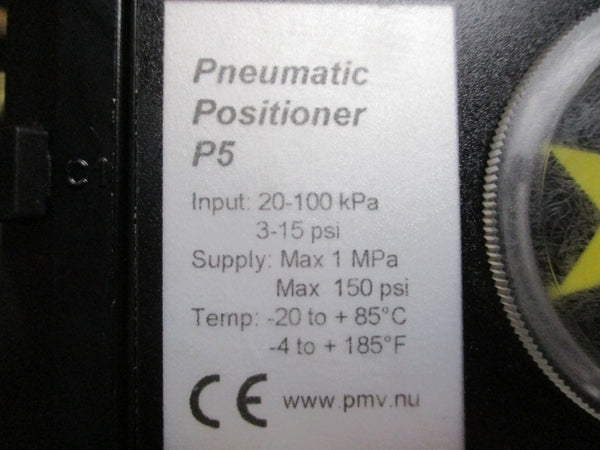 Pneumatic
Positioner
P5
Input: 20-100 kPa
3-15 psi
Supply: Max 1 MPa
Max 150 psi
Temp: -20 to + 85°C
-4 to + 185°F
CE www.pmv.nu